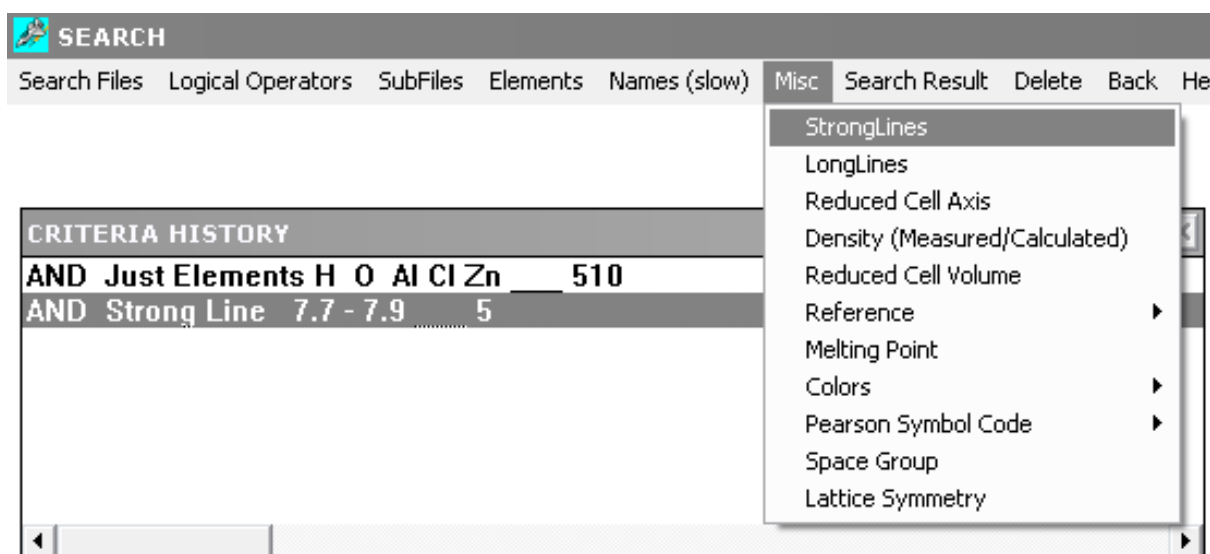 SEARCH
Search Files Logical Operators SubFiles Elements Names (slow) Misc Search Result Delete Back He
StrongLines
LongLines
Reduced Cell Axis
Density (Measured/Calculated)
Reduced Cell Volume
Reference
Melting Point
Colors
Pearson Symbol Code
Space Group
Lattice Symmetry
CRITERIA HISTORY
AND Just Elements H O Al Cl Zn ___ 510
AND Strong Line 7.7 - 7.9 ____ 5